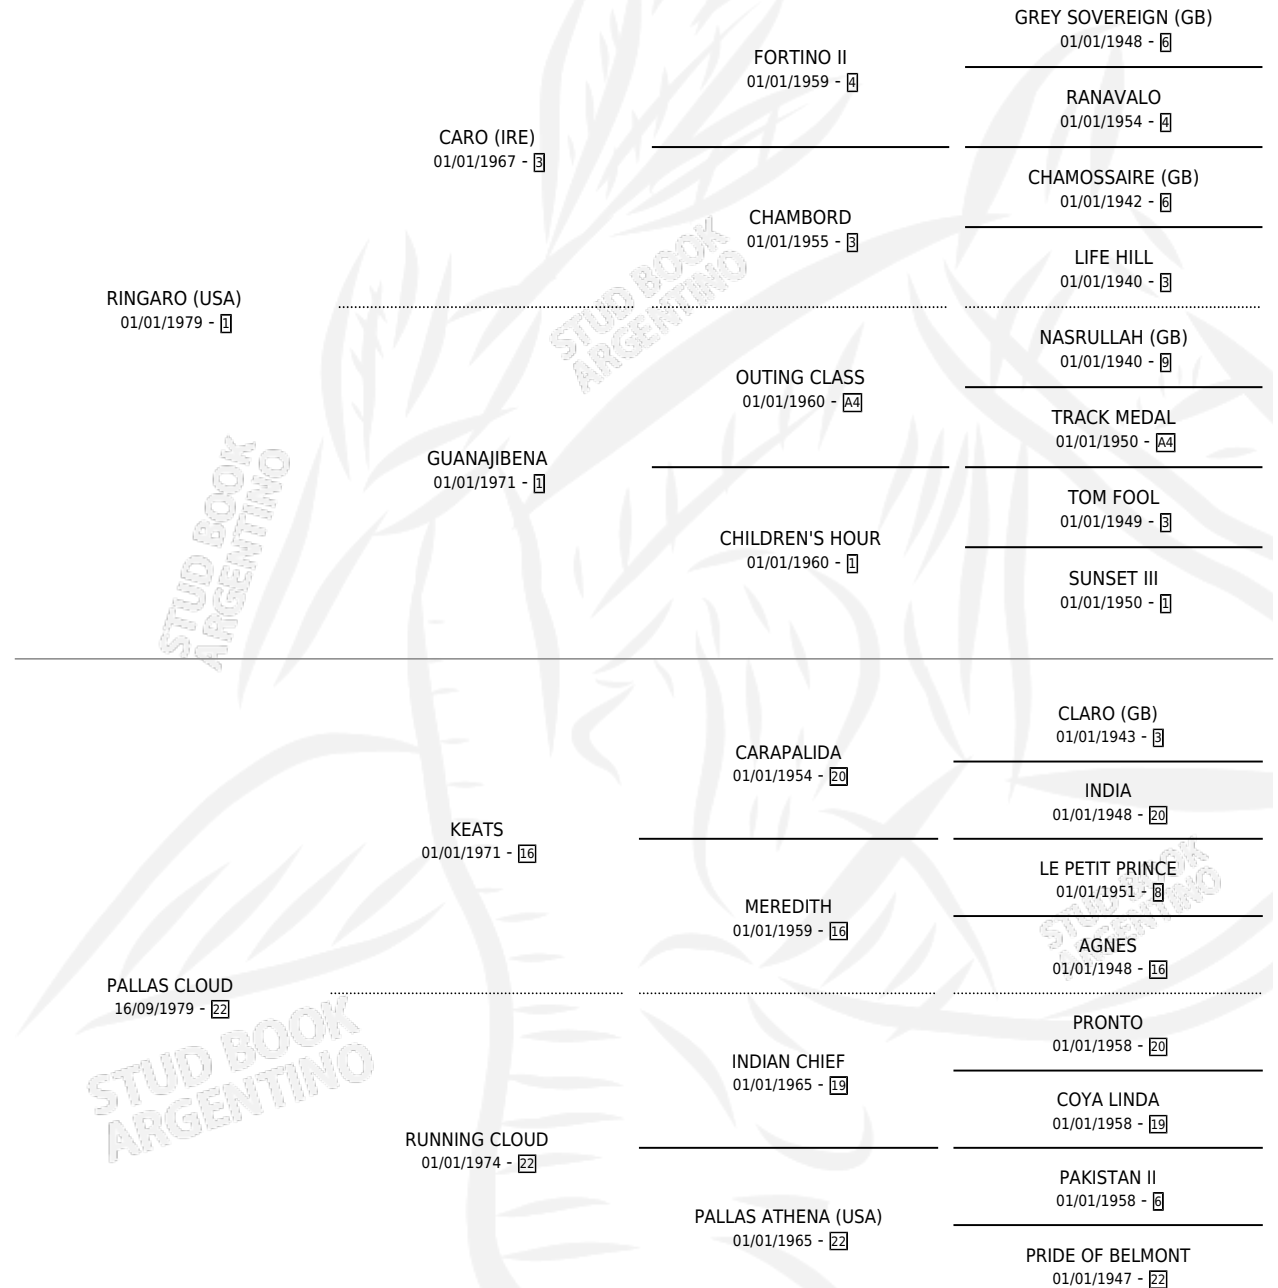 GREY SOVEREIGN (GB)
01/01/1948 - 6
FORTINO II
01/01/1959 - 4
RANAVALO
01/01/1954 - 4
CARO (IRE)
01/01/1967 - 3
CHAMOSSAIRE (GB)
01/01/1942 - 6
CHAMBORD
01/01/1955 - 3
LIFE HILL
01/01/1940 - 3
RINGARO (USA)
01/01/1979 - 1
NASRULLAH (GB)
01/01/1940 - 9
OUTING CLASS
01/01/1960 - A4
TRACK MEDAL
01/01/1950 - A4
GUANAJIBENA
01/01/1971 - 1
TOM FOOL
01/01/1949 - 3
CHILDREN'S HOUR
01/01/1960 - 1
SUNSET III
01/01/1950 - 1
CLARO (GB)
01/01/1943 - 3
CARAPALIDA
01/01/1954 - 20
INDIA
01/01/1948 - 20
KEATS
01/01/1971 - 16
LE PETIT PRINCE
01/01/1951 - 8
MEREDITH
01/01/1959 - 16
AGNES
01/01/1948 - 16
PALLAS CLOUD
16/09/1979 - 22
PRONTO
01/01/1958 - 20
INDIAN CHIEF
01/01/1965 - 19
COYA LINDA
01/01/1958 - 19
RUNNING CLOUD
01/01/1974 - 22
PAKISTAN II
01/01/1958 - 6
PALLAS ATHENA (USA)
01/01/1965 - 22
PRIDE OF BELMONT
01/01/1947 - 22
STUD BOOK
ARGENTINO
STUD BOOK
ARGENTINO
STUD BOOK
ARGENTINO
STUD BOOK
ARGENTINO